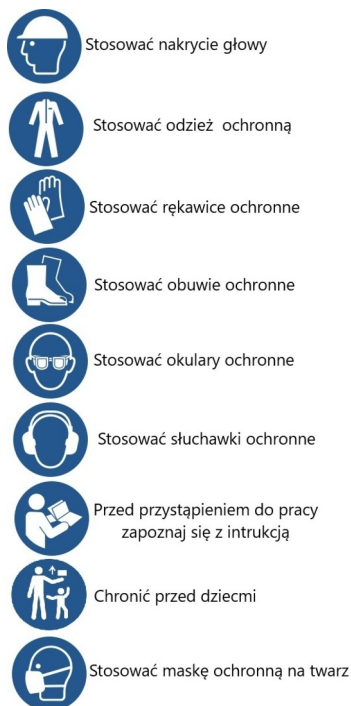 Stosować nakrycie głowy
Stosować odzież ochronną
Stosować rękawice ochronne
Stosować obuwie ochronne
Stosować okulary ochronne
Stosować słuchawki ochronne
Przed przystąpieniem do pracy
zapoznaj się z intrukcją
Chronić przed dziecmi
Stosować maskę ochronną na twarz